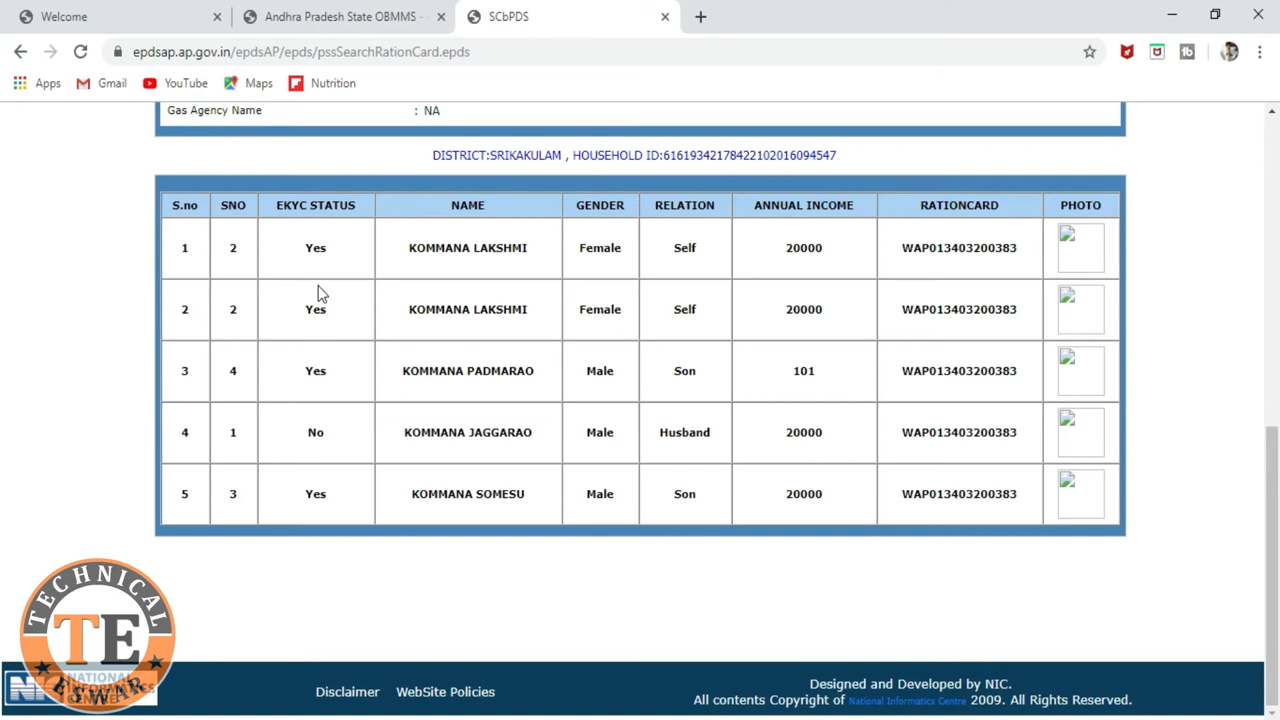 Welcome
Andhra Pradesh State OBMMS -
SCbPDS
epdsap.ap.gov.in/epdsAP/epds/pssSearchRationCard.epds
Apps Gmail YouTube Maps Nutrition
Gas Agency Name : NA
DISTRICT:SRIKAKULAM , HOUSEHOLD ID:61619342178422102016094547
S.no SNO EKYC STATUS NAME GENDER RELATION ANNUAL INCOME RATIONCARD PHOTO
1 2 Yes KOMMANA LAKSHMI Female Self 20000 WAP013403200383
2 2 Yes KOMMANA LAKSHMI Female Self 20000 WAP013403200383
3 4 Yes KOMMANA PADMARAO Male Son 101 WAP013403200383
4 1 No KOMMANA JAGGARAO Male Husband 20000 WAP013403200383
5 3 Yes KOMMANA SOMESU Male Son 20000 WAP013403200383
TECHNICAL
TE
ESWAR
NATIONAL
CENTRE
Disclaimer WebSite Policies
Designed and Developed by NIC.
All contents Copyright of National Informatics Centre 2009. All Rights Reserved.